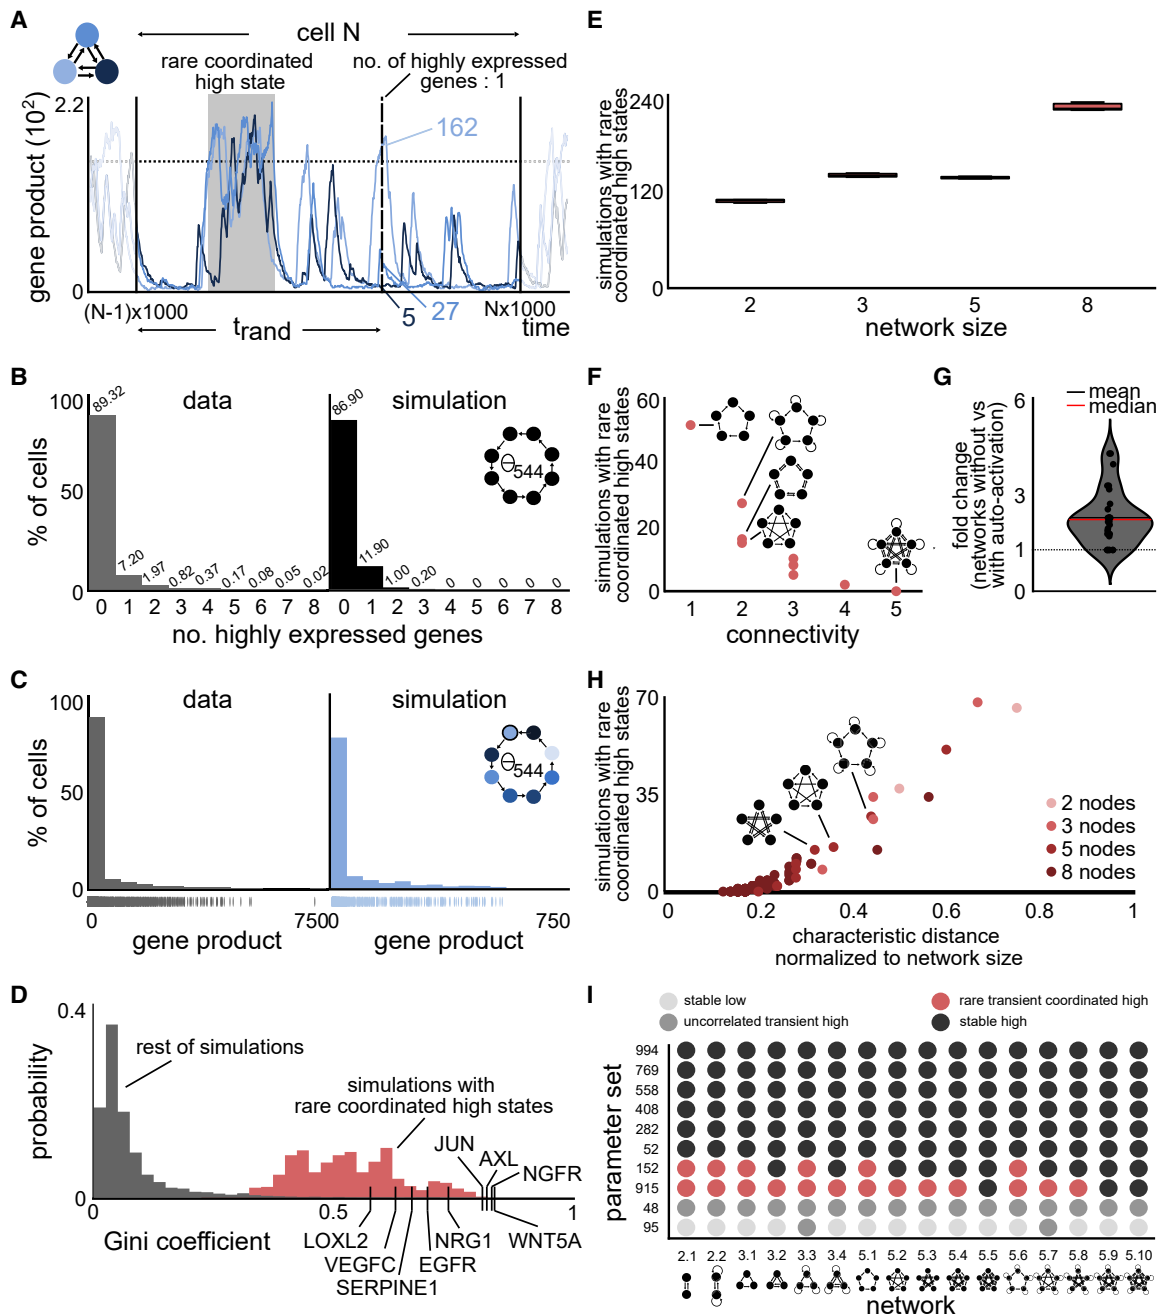 A
cell N
rare coordinated
high state
no. of highly expressed
genes : 1
2.2
162
gene product (10²)
0
(N-1)x1000
5
27
Nx1000
time
t_rand
B
100
data
simulation
89.32
86.90
544
% of cells
50
7.20
1.97
0.82
0.37
0.17
0.08
0.05
0.02
11.90
1.00
0.20
0
0
0
0
0
0
0 1 2 3 4 5 6 7 8
0 1 2 3 4 5 6 7 8
no. highly expressed genes
C
100
data
simulation
544
% of cells
50
0
0
7500
750
gene product
gene product
D
0.4
rest of simulations
probability
simulations with
rare coordinated high states
JUN
AXL
NGFR
0
0
0.5
1
Gini coefficient
LOXL2
VEGFC
SERPINE1
EGFR
NRG1
WNT5A
E
simulations with rare
coordinated high states
240
120
0
2 3 5 8
network size
F
simulations with rare
coordinated high states
60
40
20
0
1 2 3 4 5
connectivity
G
mean
median
fold change
(networks without vs
with auto-activation)
6
3
1
0
H
simulations with rare
coordinated high states
70
35
0
2 nodes
3 nodes
5 nodes
8 nodes
0 0.2 0.4 0.6 0.8 1
characteristic distance
normalized to network size
I
stable low
rare transient coordinated high
uncorrelated transient high
stable high
parameter set
994
769
558
408
282
52
152
915
48
95
2.1 2.2 3.1 3.2 3.3 3.4 5.1 5.2 5.3 5.4 5.5 5.6 5.7 5.8 5.9 5.10
network